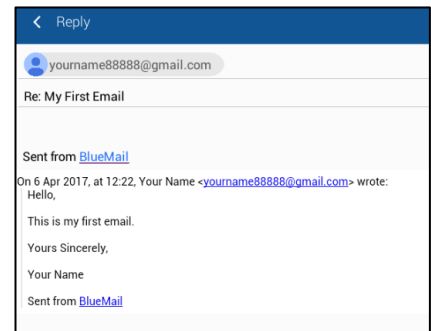 Reply
yourname88888@gmail.com
Re: My First Email
Sent from BlueMail
On 6 Apr 2017, at 12:22, Your Name <yourname88888@gmail.com> wrote:
Hello,
This is my first email.
Yours Sincerely,
Your Name
Sent from BlueMail